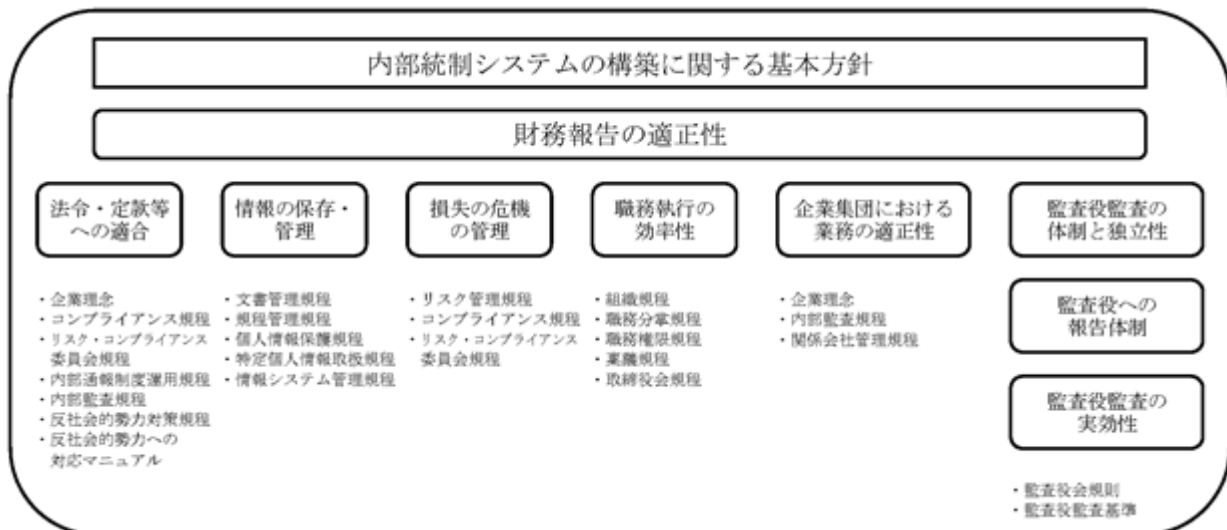 内部統制システムの構築に関する基本方針
財務報告の適正性
法令・定款等
への適合
・企業理念
・コンプライアンス規程
・リスク・コンプライアンス
委員会規程
・内部通報制度運用規程
・内部監査規程
・反社会的勢力対策規程
・反社会的勢力への
対応マニュアル
情報の保存・
管理
・文書管理規程
・規程管理規程
・個人情報保護規程
・特定個人情報取扱規程
・情報システム管理規程
損失の危機
の管理
・リスク管理規程
・コンプライアンス規程
・リスク・コンプライアンス
委員会規程
職務執行の
効率性
・組織規程
・職務分掌規程
・職務権限規程
・稟議規程
・取締役会規程
企業集団における
業務の適正性
・企業理念
・内部監査規程
・関係会社管理規程
監査役監査の
体制と独立性
監査役への
報告体制
監査役監査の
実効性
・監査役会規則
・監査役監査基準